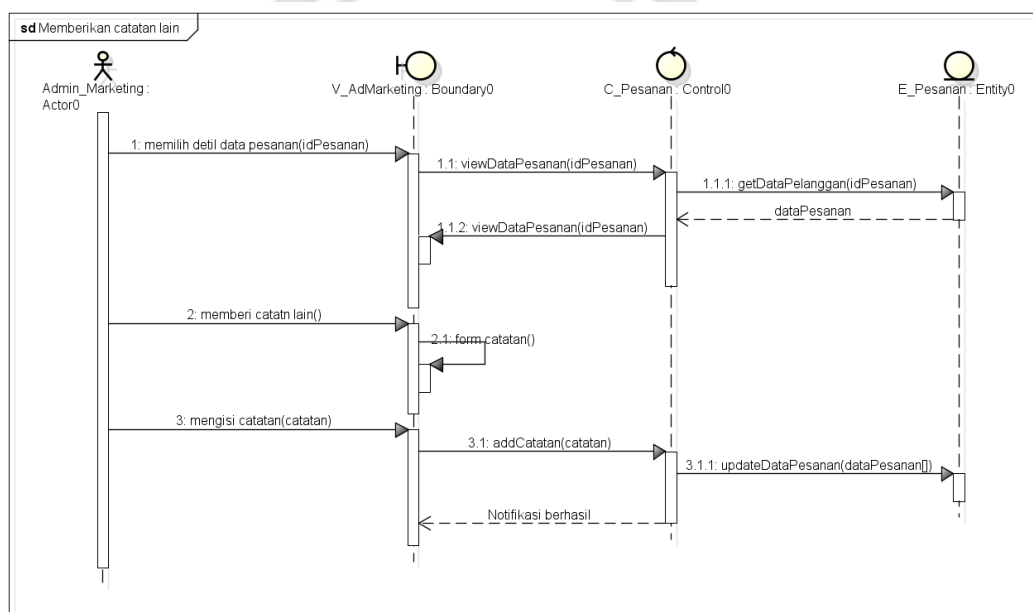 sd Memberikan catatan lain
Admin_Marketing :
Actor0
V_AdMarketing : Boundary0
C_Pesanan : Control0
E_Pesanan : Entity0
1: memilih detil data pesanan(idPesanan)
1.1: viewDataPesanan(idPesanan)
1.1.1: getDataPelanggan(idPesanan)
dataPesanan
1.1.2: viewDataPesanan(idPesanan)
2: memberi catatn lain()
2.1: form catatan()
3: mengisi catatan(catatan)
3.1: addCatatan(catatan)
3.1.1: updateDataPesanan(dataPesanan[])
Notifikasi berhasil